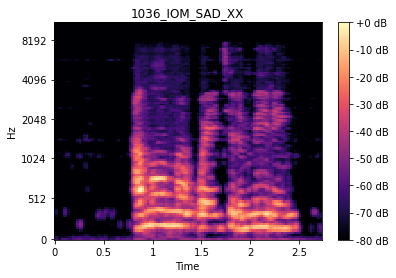 1036_IOM_SAD_XX
+0 dB
8192
-10 dB
4096
-20 dB
-30 dB
2048
Hz
-40 dB
1024
-50 dB
512
-60 dB
-70 dB
0
-80 dB
0 0.5 1 1.5 2 2.5
Time